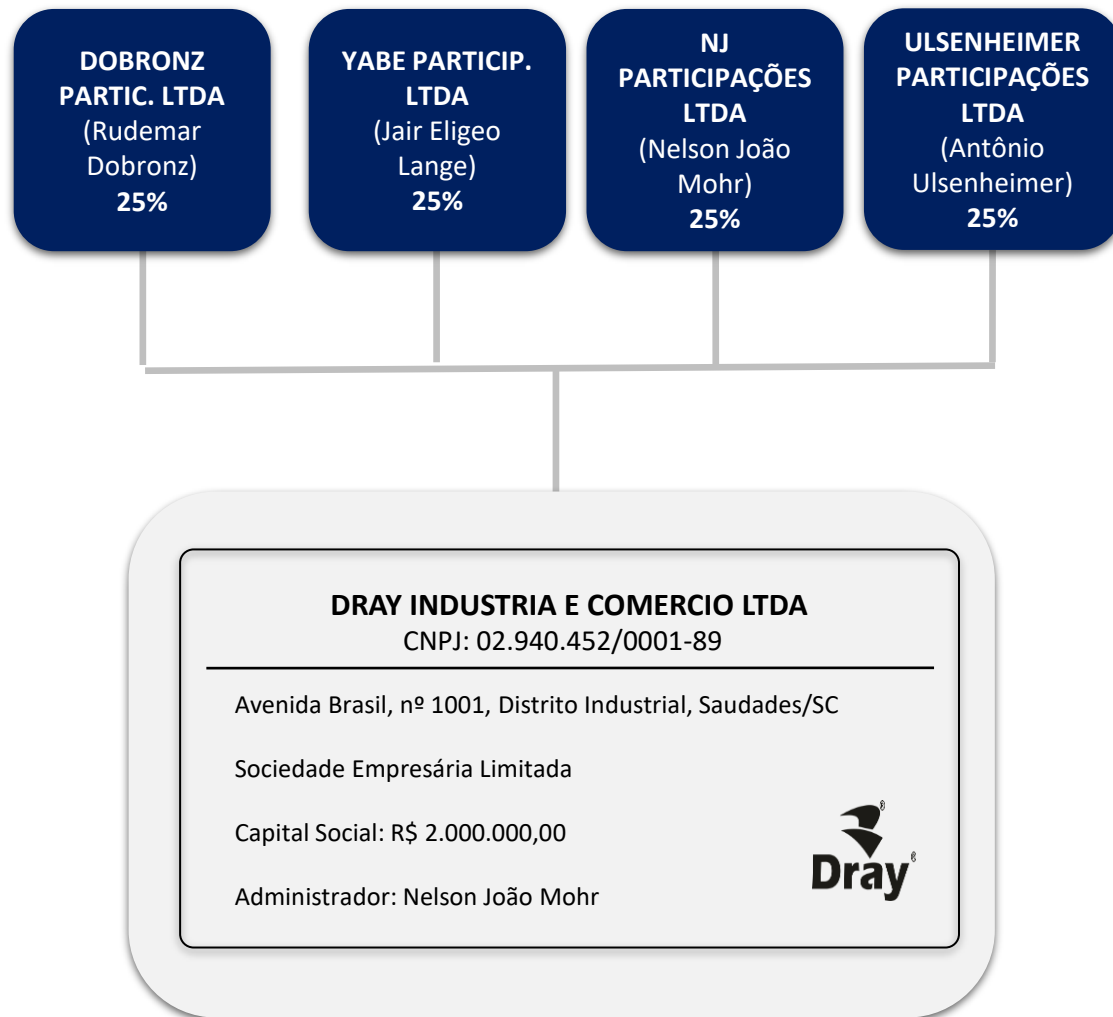 DOBRONZ
PARTIC. LTDA
(Rudemar
Dobronz)
25%
YABE PARTICIP.
LTDA
(Jair Eligeo
Lange)
25%
NJ
PARTICIPAÇÕES
LTDA
(Nelson João
Mohr)
25%
ULSENHEIMER
PARTICIPAÇÕES
LTDA
(Antônio
Ulsenheimer)
25%
DRAY INDUSTRIA E COMERCIO LTDA
CNPJ: 02.940.452/0001-89
Avenida Brasil, nº 1001, Distrito Industrial, Saudades/SC
Sociedade Empresária Limitada
Capital Social: R$ 2.000.000,00
Administrador: Nelson João Mohr
Dray®